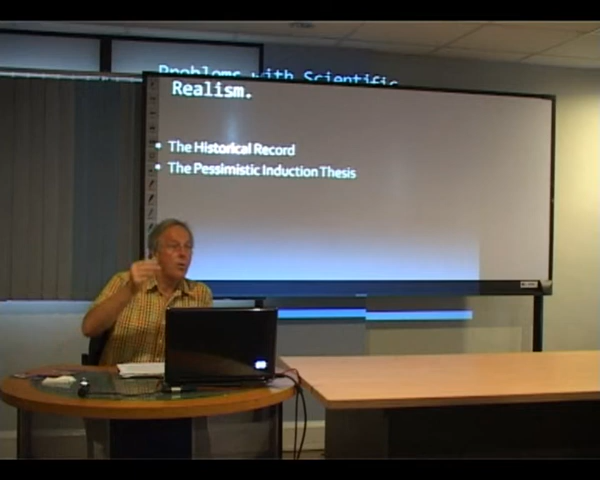 Problems with Scientific
Realism.
• The Historical Record
• The Pessimistic Induction Thesis